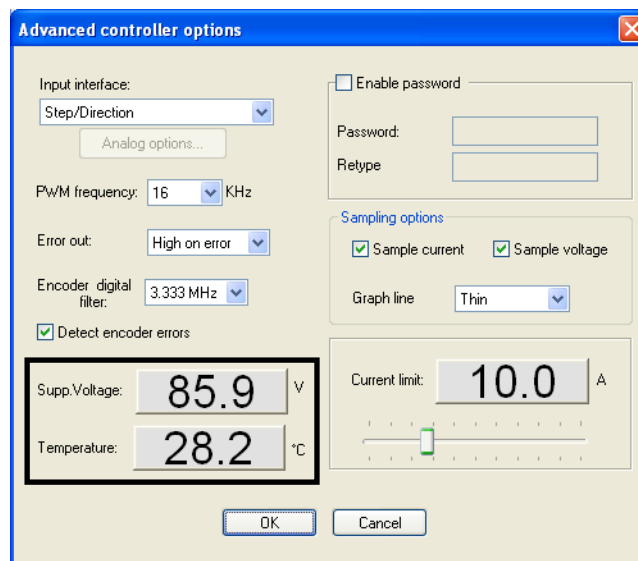 Advanced controller options
Input interface:
Step/Direction
Analog options...
PWM frequency: 16 KHz
Error out: High on error
Encoder digital
filter: 3.333 MHz
Detect encoder errors
Supp.Voltage: 85.9 V
Temperature: 28.2 °C
Enable password
Password:
Retype
Sampling options
Sample current Sample voltage
Graph line Thin
Current limit: 10.0 A
OK Cancel